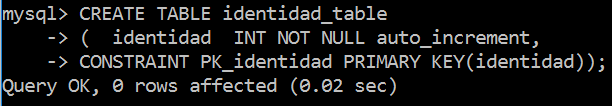 mysql> CREATE TABLE identidad_table
    -> (  identidad  INT NOT NULL auto_increment,
    -> CONSTRAINT PK_identidad PRIMARY KEY(identidad));
Query OK, 0 rows affected (0.02 sec)